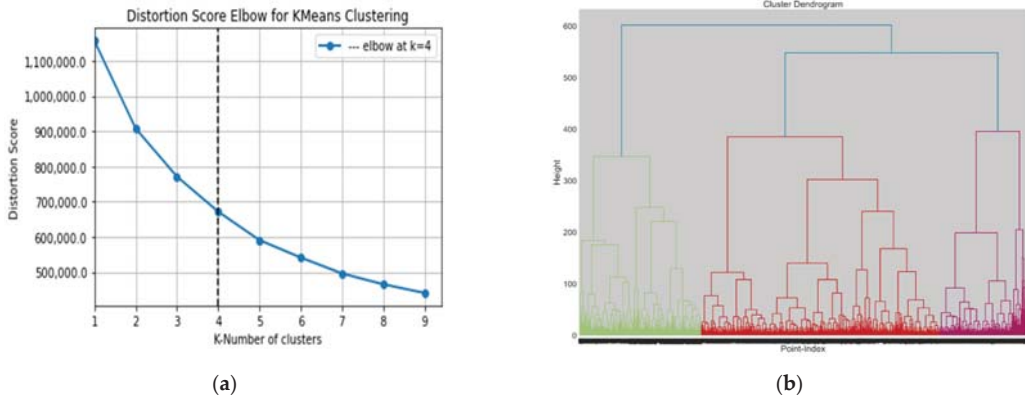 Distortion Score Elbow for KMeans Clustering
--- elbow at k=4
1,100,000.0
1,000,000.0
900,000.0
800,000.0
700,000.0
600,000.0
500,000.0
Distortion Score
1 2 3 4 5 6 7 8 9
K-Number of clusters
(a)
Cluster Dendrogram
600
500
400
300
200
100
0
Height
Point-Index
(b)